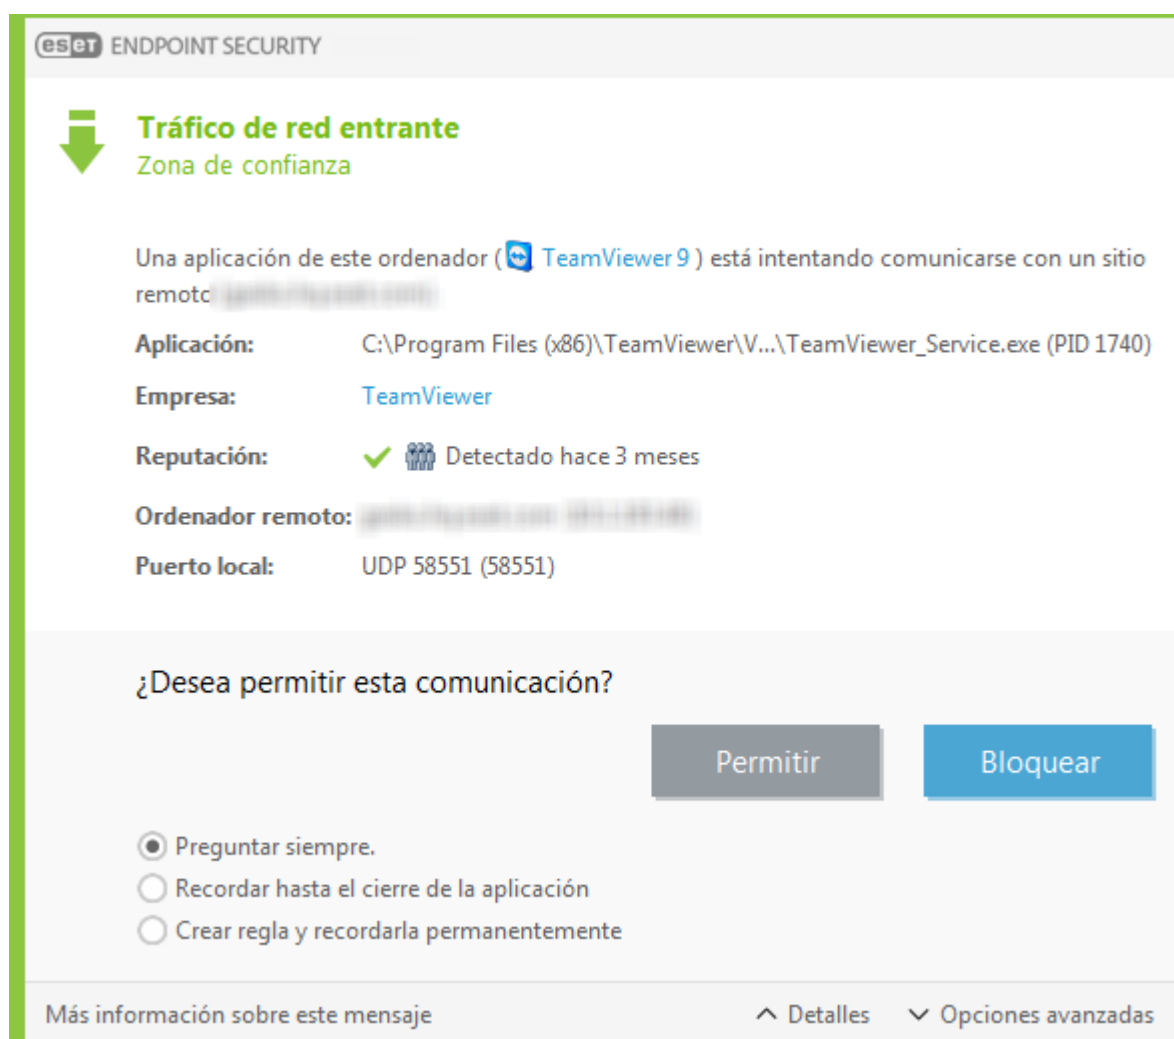 eset ENDPOINT SECURITY
Tráfico de red entrante
Zona de confianza
Una aplicación de este ordenador ( TeamViewer 9 ) está intentando comunicarse con un sitio
remoto
Aplicación: C:\Program Files (x86)\TeamViewer\V...\TeamViewer_Service.exe (PID 1740)
Empresa: TeamViewer
Reputación: Detectado hace 3 meses
Ordenador remoto:
Puerto local: UDP 58551 (58551)
¿Desea permitir esta comunicación?
Permitir Bloquear
Preguntar siempre.
Recordar hasta el cierre de la aplicación
Crear regla y recordarla permanentemente
Más información sobre este mensaje Detalles Opciones avanzadas